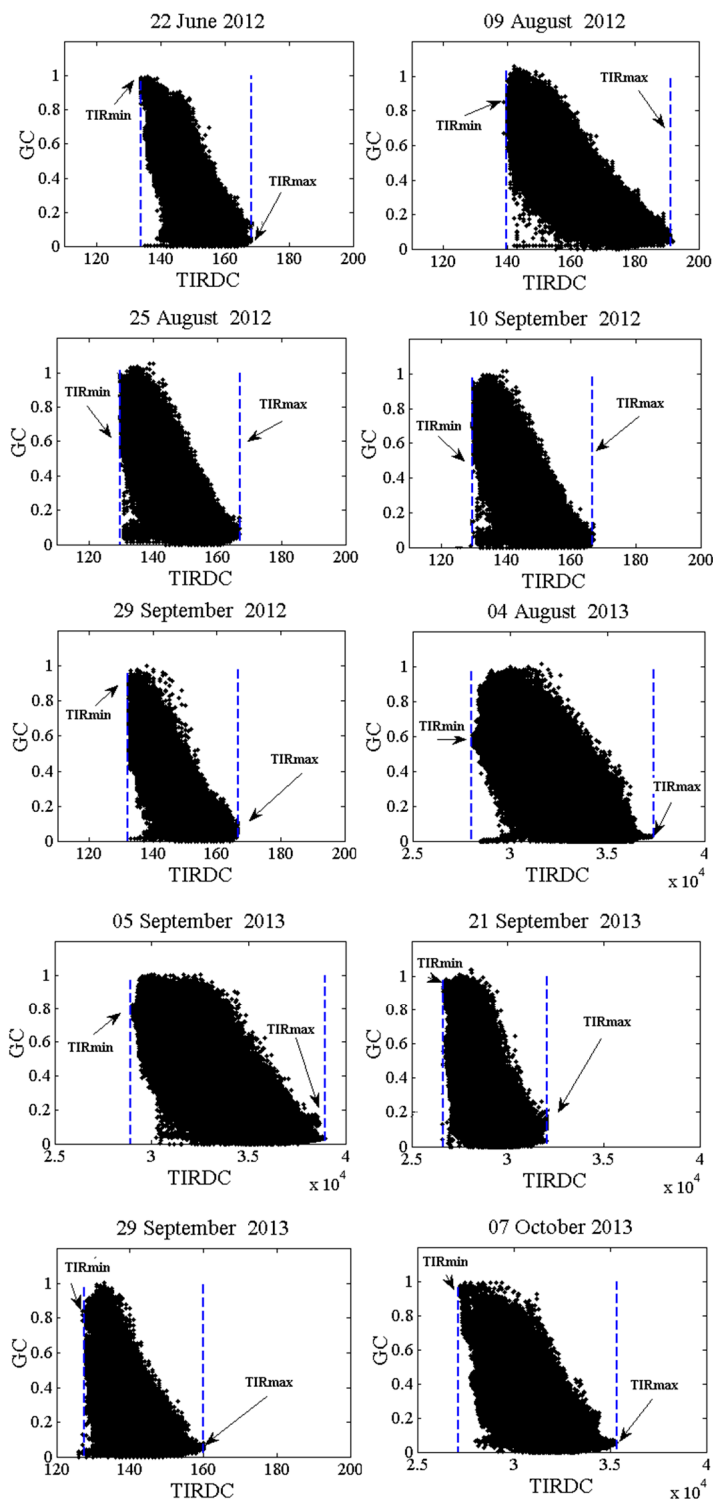 22 June 2012
GC
1
0.8
0.6
0.4
0.2
0
TIRmin
TIRmax
120 140 160 180 200
TIRDC
09 August 2012
GC
1
0.8
0.6
0.4
0.2
0
TIRmin
TIRmax
120 140 160 180 200
TIRDC
25 August 2012
GC
1
0.8
0.6
0.4
0.2
0
TIRmin
TIRmax
120 140 160 180 200
TIRDC
10 September 2012
GC
1
0.8
0.6
0.4
0.2
0
TIRmin
TIRmax
120 140 160 180 200
TIRDC
29 September 2012
GC
1
0.8
0.6
0.4
0.2
0
TIRmin
TIRmax
120 140 160 180 200
TIRDC
04 August 2013
GC
1
0.8
0.6
0.4
0.2
0
TIRmin
TIRmax
2.5 3 3.5 4
TIRDC
x 10⁴
05 September 2013
GC
1
0.8
0.6
0.4
0.2
0
TIRmin
TIRmax
2.5 3 3.5 4
TIRDC
x 10⁴
21 September 2013
GC
1
0.8
0.6
0.4
0.2
0
TIRmin
TIRmax
2.5 3 3.5 4
TIRDC
x 10⁴
29 September 2013
GC
1
0.8
0.6
0.4
0.2
0
TIRmin
TIRmax
120 140 160 180 200
TIRDC
07 October 2013
GC
1
0.8
0.6
0.4
0.2
0
TIRmin
TIRmax
2.5 3 3.5 4
TIRDC
x 10⁴